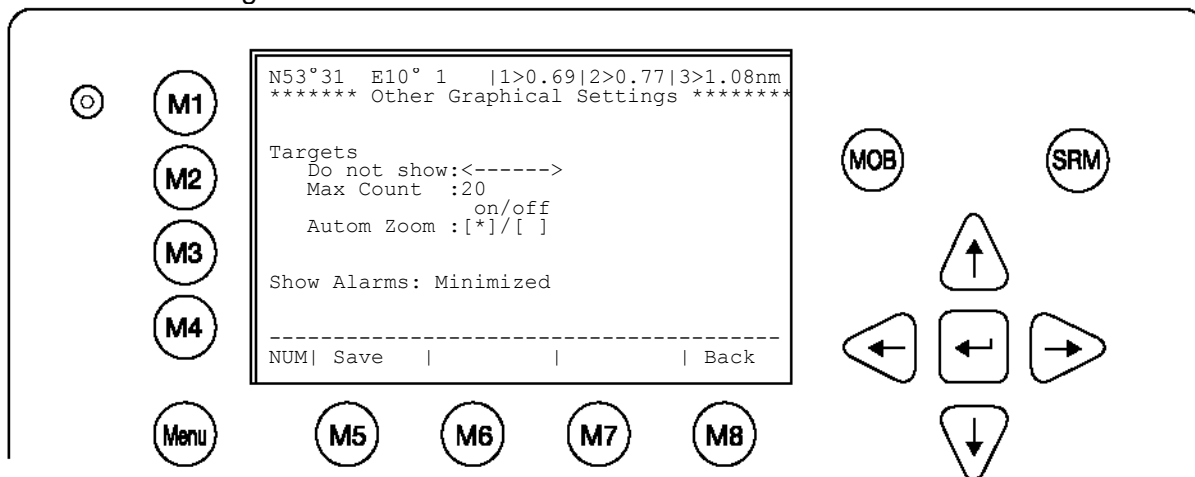 N53°31 E10° 1 |1>0.69|2>0.77|3>1.08nm
******* Other Graphical Settings ********
Targets
Do not show:<------>
Max Count :20
on/off
Autom Zoom :[*]/[ ]
Show Alarms: Minimized
----------------------------------------
NUM| Save | | | Back
M1
M2
M3
M4
Menu
M5
M6
M7
M8
MOB
SRM